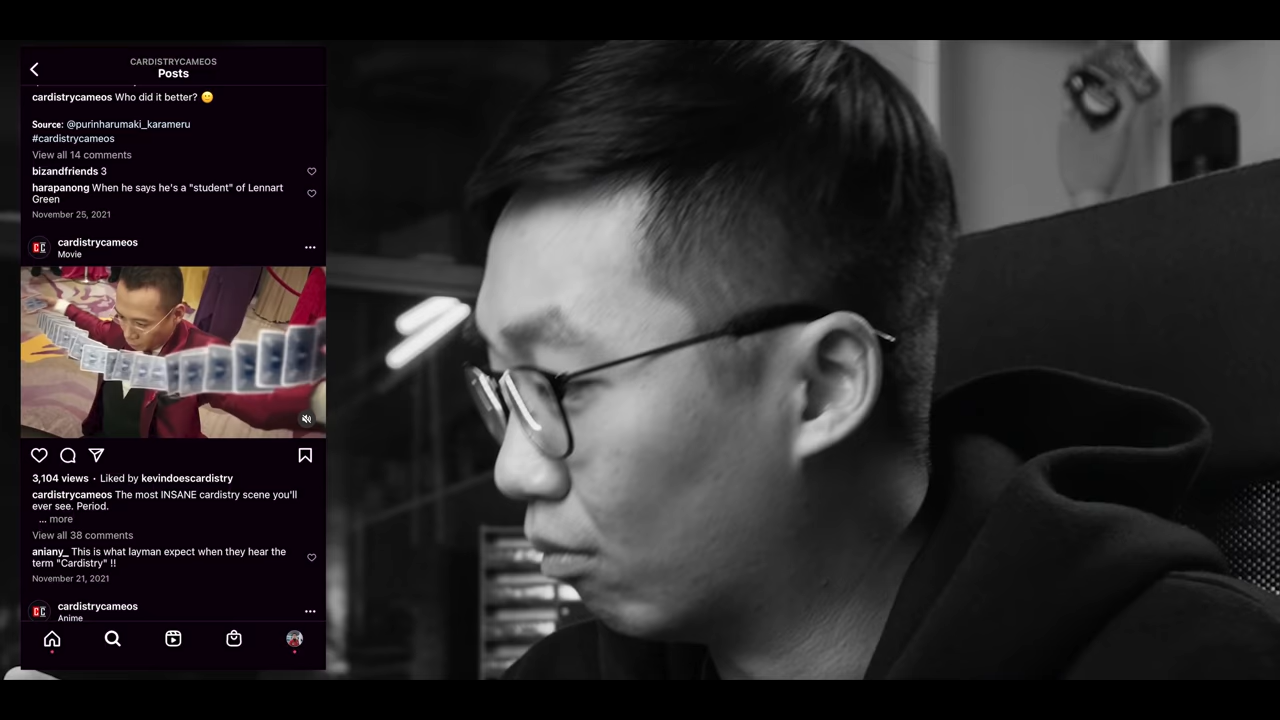 CARDISTRYCAMEOS
Posts
cardistrycameos Who did it better? 🙂
Source: @purinharumaki_karameru
#cardistrycameos
View all 14 comments
bizandfriends 3
harapanong When he says he's a "student" of Lennart
Green
November 25, 2021
CC
cardistrycameos
Movie
3,104 views · Liked by kevindoescardistry
cardistrycameos The most INSANE cardistry scene you'll
ever see. Period.
... more
View all 38 comments
aniany_ This is what layman expect when they hear the
term "Cardistry" !!
November 21, 2021
CC
cardistrycameos
Anime